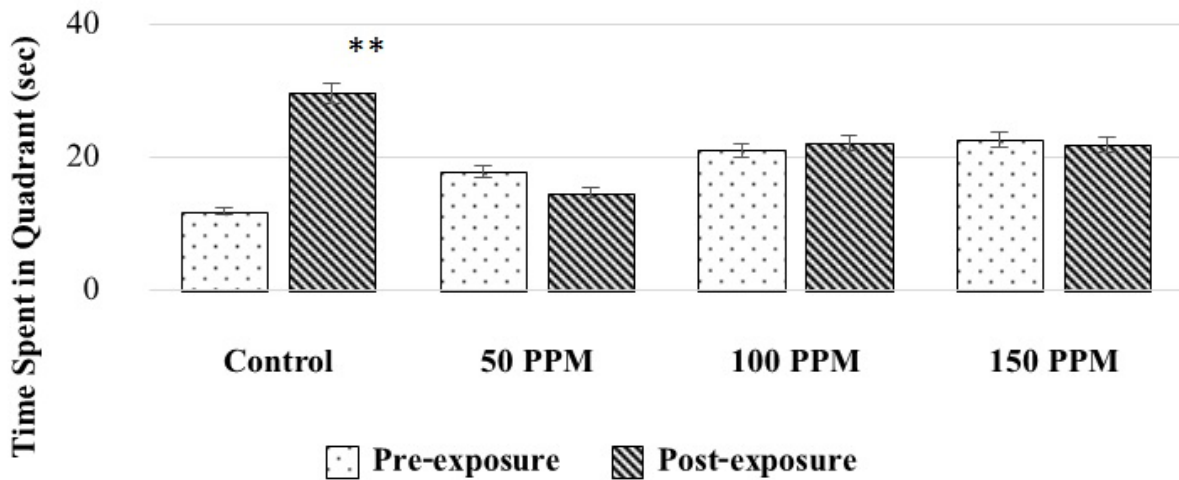 Time Spent in Quadrant (sec)
40
**
20
0
Control 50 PPM 100 PPM 150 PPM
Pre-exposure Post-exposure